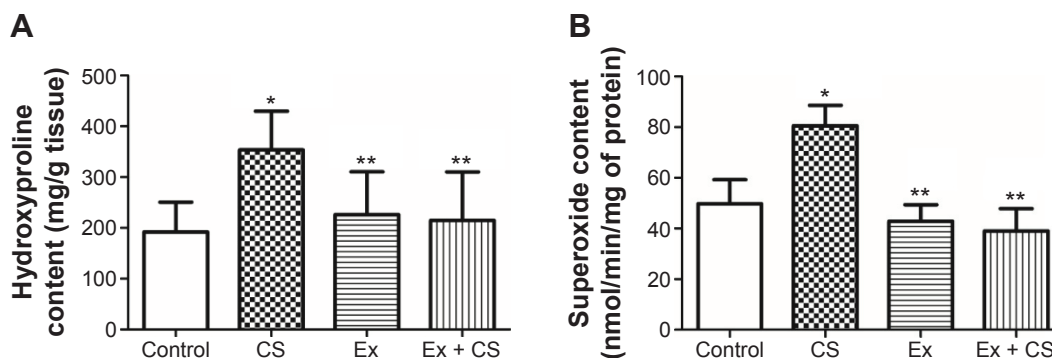 A
Hydroxyproline
content (mg/g tissue)
500
400
300
200
100
0
*
**
**
Control
CS
Ex
Ex + CS
B
Superoxide content
(nmol/min/mg of protein)
100
80
60
40
20
0
*
**
**
Control
CS
Ex
Ex + CS